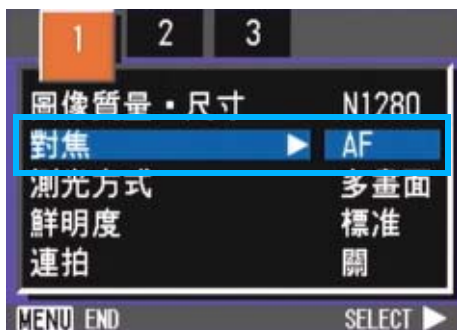 1 2 3
圖像質量・尺寸 N1280
對焦 ▶ AF
測光方式 多畫面
鮮明度 標准
連拍 關
MENU END SELECT ▶